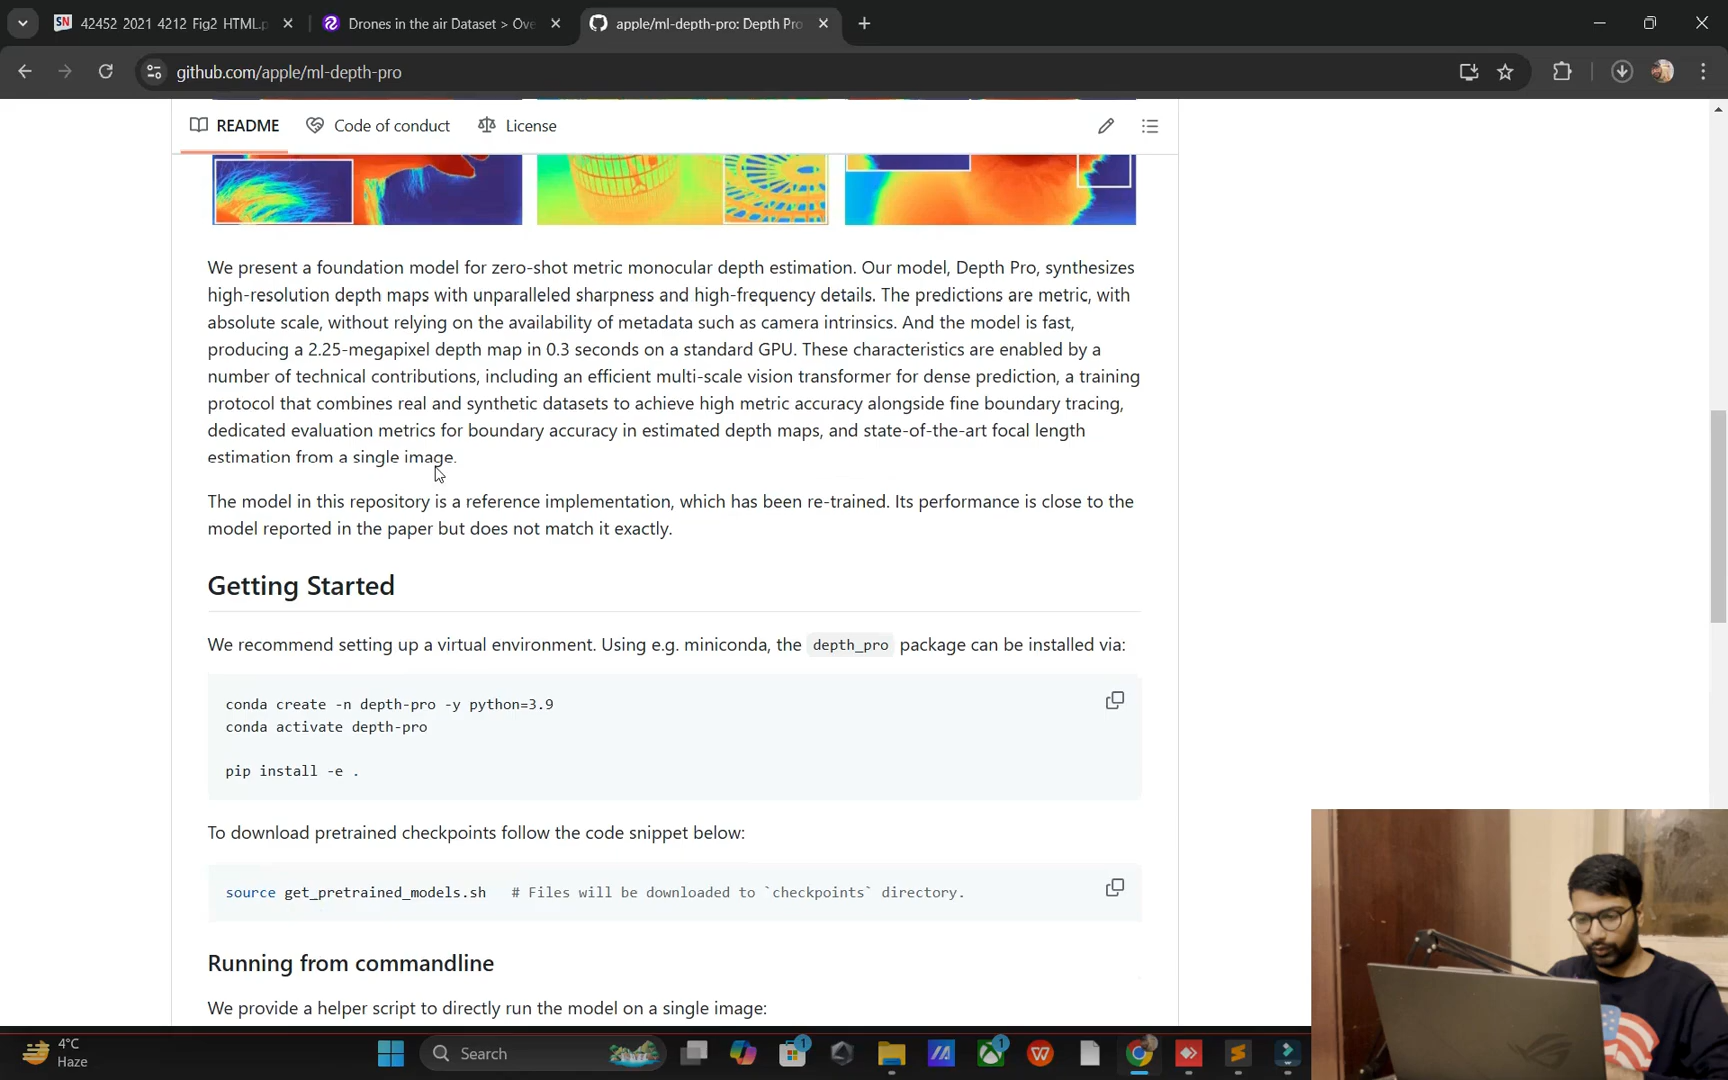 42452 2021 4212 Fig2 HTML.p
Drones in the air Dataset > Ove
apple/ml-depth-pro: Depth Pro
github.com/apple/ml-depth-pro
README
Code of conduct
License
We present a foundation model for zero-shot metric monocular depth estimation. Our model, Depth Pro, synthesizes
high-resolution depth maps with unparalleled sharpness and high-frequency details. The predictions are metric, with
absolute scale, without relying on the availability of metadata such as camera intrinsics. And the model is fast,
producing a 2.25-megapixel depth map in 0.3 seconds on a standard GPU. These characteristics are enabled by a
number of technical contributions, including an efficient multi-scale vision transformer for dense prediction, a training
protocol that combines real and synthetic datasets to achieve high metric accuracy alongside fine boundary tracing,
dedicated evaluation metrics for boundary accuracy in estimated depth maps, and state-of-the-art focal length
estimation from a single image.
The model in this repository is a reference implementation, which has been re-trained. Its performance is close to the
model reported in the paper but does not match it exactly.
Getting Started
We recommend setting up a virtual environment. Using e.g. miniconda, the depth_pro package can be installed via:
conda create -n depth-pro -y python=3.9
conda activate depth-pro
pip install -e .
To download pretrained checkpoints follow the code snippet below:
source get_pretrained_models.sh # Files will be downloaded to `checkpoints` directory.
Running from commandline
We provide a helper script to directly run the model on a single image:
4°C
Haze
Search
1
1